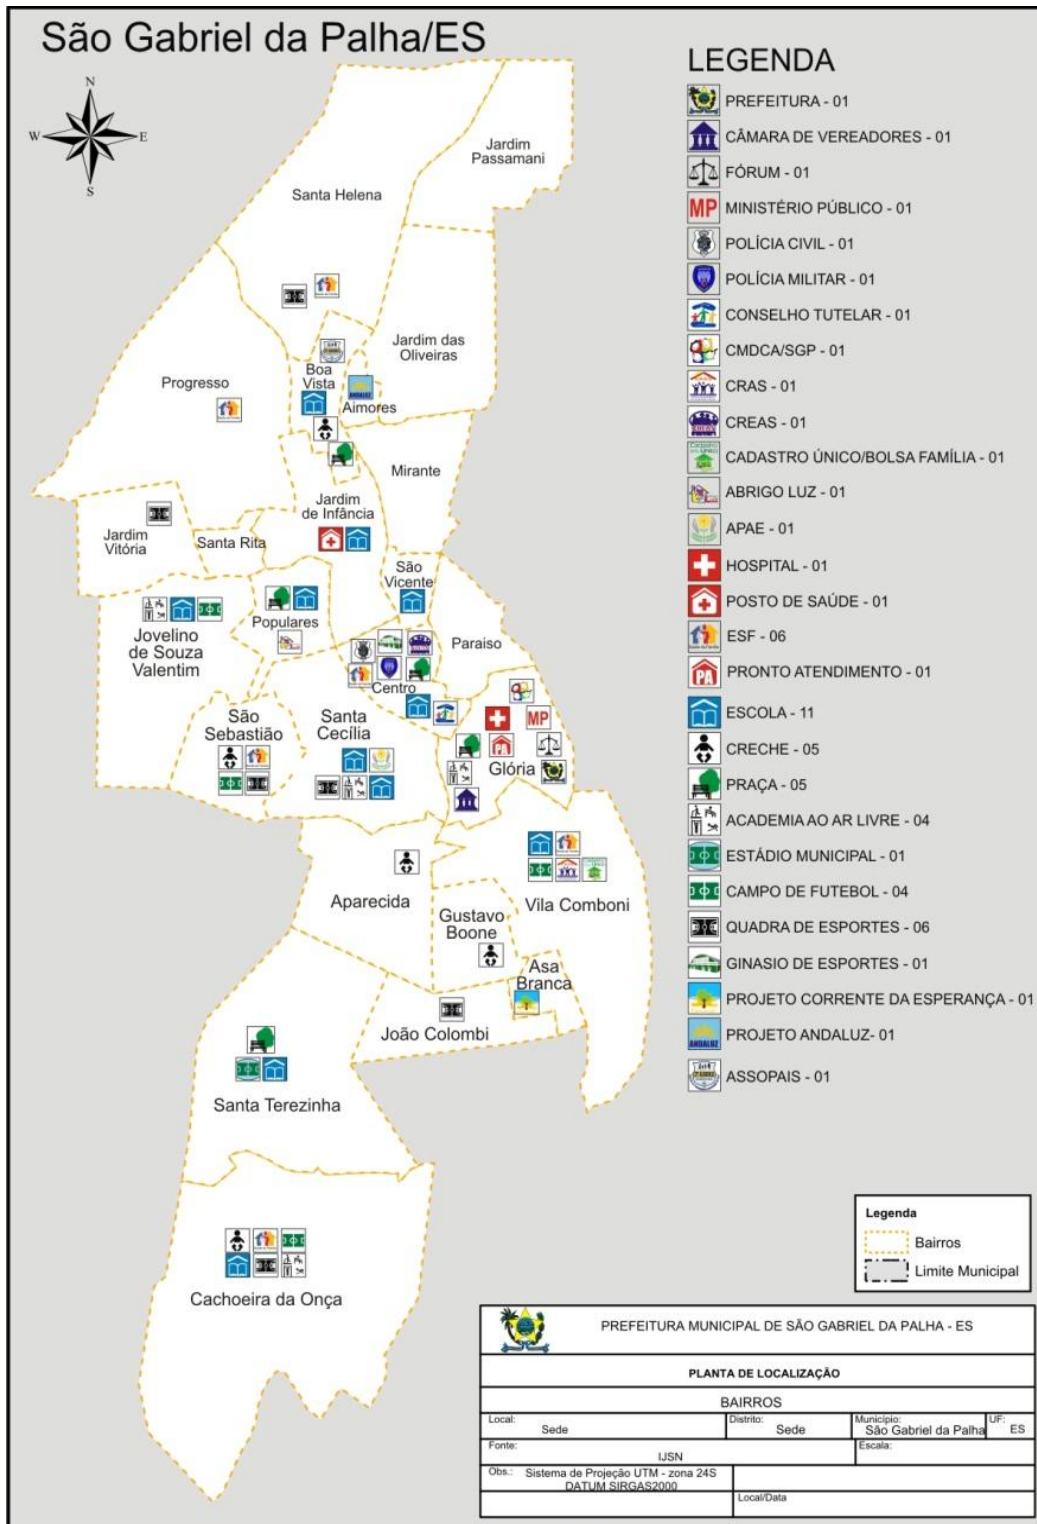 São Gabriel da Palha/ES
N
W
E
S
Jardim
Passamani
Santa Helena
Jardim das
Oliveiras
Boa
Vista
Progresso
ANDALUZ
Aimores
Mirante
Jardim
de Infância
Jardim
Vitória
Santa Rita
São
Vicente
Populares
Jovelino
de Souza
Valentim
Paraiso
Centro
São
Sebastião
Santa
Cecília
MP
PA
Glória
Aparecida
Vila Comboni
Gustavo
Boone
Asa
Branca
João Colombi
Santa Terezinha
Cachoeira da Onça
LEGENDA
PREFEITURA - 01
CÂMARA DE VEREADORES - 01
FÓRUM - 01
MP MINISTÉRIO PÚBLICO - 01
POLÍCIA CIVIL - 01
POLÍCIA MILITAR - 01
CONSELHO TUTELAR - 01
CMDCA/SGP - 01
CRAS - 01
CREAS - 01
CADASTRO ÚNICO/BOLSA FAMÍLIA - 01
ABRIGO LUZ - 01
APAE - 01
HOSPITAL - 01
POSTO DE SAÚDE - 01
ESF - 06
PA PRONTO ATENDIMENTO - 01
ESCOLA - 11
CRECHE - 05
PRAÇA - 05
ACADEMIA AO AR LIVRE - 04
ESTÁDIO MUNICIPAL - 01
CAMPO DE FUTEBOL - 04
QUADRA DE ESPORTES - 06
GINASIO DE ESPORTES - 01
PROJETO CORRENTE DA ESPERANÇA - 01
ANDALUZ PROJETO ANDALUZ- 01
ASSOPAIS - 01
Legenda
Bairros
Limite Municipal
PREFEITURA MUNICIPAL DE SÃO GABRIEL DA PALHA - ES
PLANTA DE LOCALIZAÇÃO
BAIRROS
Local: Sede
Distrito: Sede
Município: São Gabriel da Palha
UF: ES
Fonte: IJSN
Escala:
Obs.: Sistema de Projeção UTM - zona 24S
DATUM SIRGAS2000
Local/Data